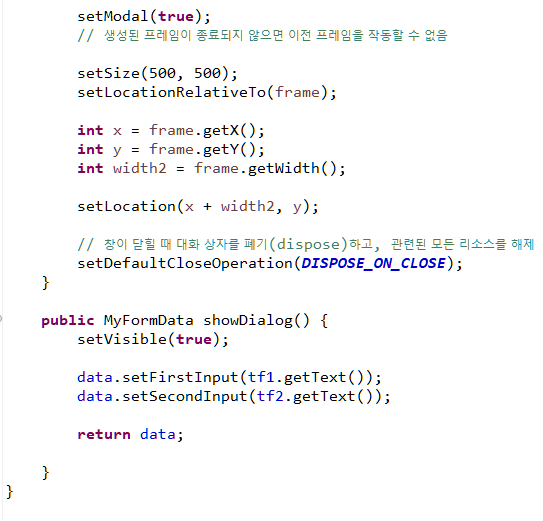 setModal(true);
// 생성된 프레임이 종료되지 않으면 이전 프레임을 작동할 수 없음
setSize(500, 500);
setLocationRelativeTo(frame);
int x = frame.getX();
int y = frame.getY();
int width2 = frame.getWidth();
setLocation(x + width2, y);
// 창이 닫힐 때 대화 상자를 폐기(dispose)하고, 관련된 모든 리소스를 해제
setDefaultCloseOperation(DISPOSE_ON_CLOSE);
}
public MyFormData showDialog() {
setVisible(true);
data.setFirstInput(tf1.getText());
data.setSecondInput(tf2.getText());
return data;
}
}